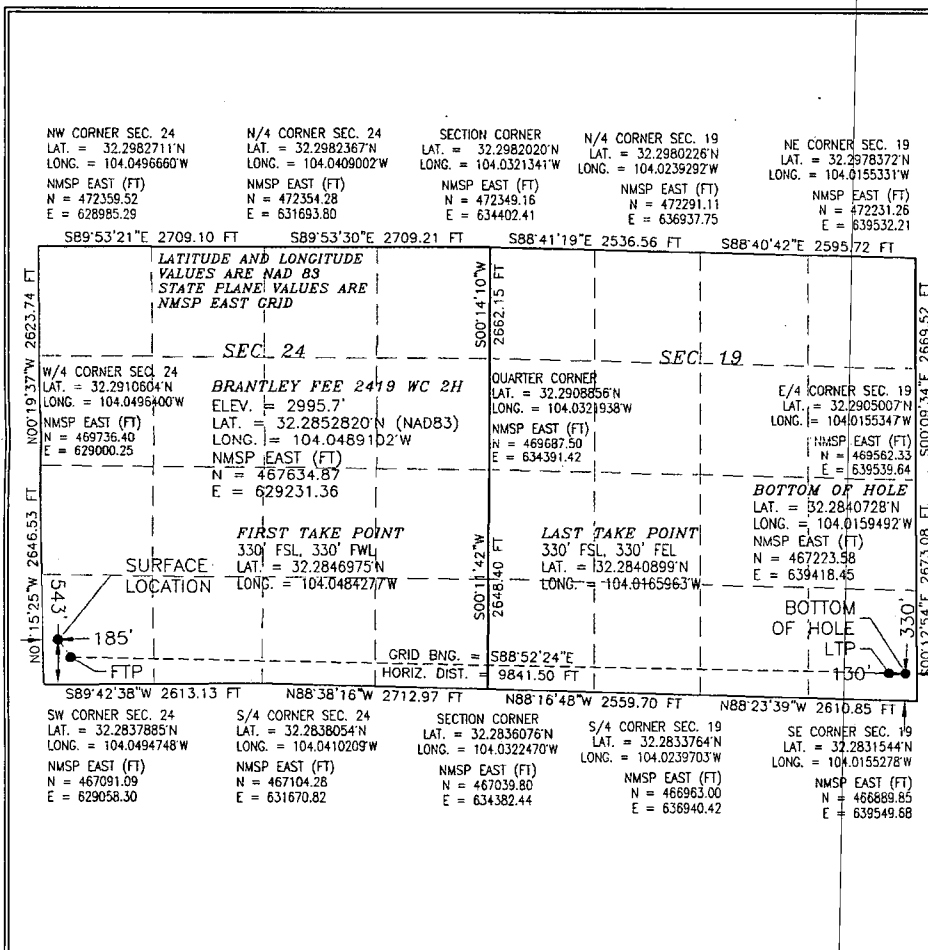 NW CORNER SEC. 24
LAT. = 32.2982711'N
LONG. = 104.0496660'W
NMSP EAST (FT)
N = 472359.52
E = 628985.29
N/4 CORNER SEC. 24
LAT. = 32.2982367'N
LONG. = 104.0409002'W
NMSP EAST (FT)
N = 472354.28
E = 631693.80
SECTION CORNER
LAT. = 32.2982020'N
LONG. = 104.0321341'W
NMSP EAST (FT)
N = 472349.16
E = 634402.41
N/4 CORNER SEC. 19
LAT. = 32.2980226'N
LONG. = 104.0239292'W
NMSP EAST (FT)
N = 472291.11
E = 636937.75
NE CORNER SEC. 19
LAT. = 32.2978372'N
LONG. = 104.0155331'W
NMSP EAST (FT)
N = 472231.26
E = 639532.21
S89°53'21"E 2709.10 FT
S89°53'30"E 2709.21 FT
S88°41'19"E 2536.56 FT
S88°40'42"E 2595.72 FT
LATITUDE AND LONGITUDE
VALUES ARE NAD 83
STATE PLANE VALUES ARE
NMSP EAST GRID
N00°19'37"W 2623.74 FT
S00°14'10"W
2662.15 FT
S00°09'34"E 2669.52 FT
SEC. 24
SEC. 19
W/4 CORNER SEC. 24
LAT. = 32.2910604'N
LONG. = 104.0496400'W
NMSP EAST (FT)
N = 469736.40
E = 629000.25
BRANTLEY FEE 2419 WC 2H
ELEV. = 2995.7'
LAT. = 32.2852820'N (NAD83)
LONG. = 104.0489102'W
NMSP EAST (FT)
N = 467634.87
E = 629231.36
QUARTER CORNER
LAT. = 32.2908856'N
LONG. = 104.0321938'W
NMSP EAST (FT)
N = 469687.50
E = 634391.42
E/4 CORNER SEC. 19
LAT. = 32.2905007'N
LONG. = 104.0155347'W
NMSP EAST (FT)
N = 469562.33
E = 639539.64
BOTTOM OF HOLE
LAT. = 32.2840728'N
LONG. = 104.0159492'W
NMSP EAST (FT)
N = 467223.58
E = 639418.45
FIRST TAKE POINT
330' FSL, 330' FWL
LAT. = 32.2846975'N
LONG. = 104.0484277'W
LAST TAKE POINT
330' FSL, 330' FEL
LAT. = 32.2840899'N
LONG. = 104.0165963'W
2646.53 FT
S00°11'42"W
2648.40 FT
S00°12'54"E 2673.08 FT
SURFACE
LOCATION
543'
185'
FTP
BOTTOM
OF HOLE
LTP
330'
130'
GRID BNG. = S88°52'24"E
HORIZ. DIST. = 9841.50 FT
S89°42'38"W 2613.13 FT
N88°38'16"W 2712.97 FT
N88°16'48"W 2559.70 FT
N88°23'39"W 2610.85 FT
SW CORNER SEC. 24
LAT. = 32.2837885'N
LONG. = 104.0494748'W
NMSP EAST (FT)
N = 467091.09
E = 629058.30
S/4 CORNER SEC. 24
LAT. = 32.2838054'N
LONG. = 104.0410209'W
NMSP EAST (FT)
N = 467104.28
E = 631670.82
SECTION CORNER
LAT. = 32.2836076'N
LONG. = 104.0322470'W
NMSP EAST (FT)
N = 467039.80
E = 634382.44
S/4 CORNER SEC. 19
LAT. = 32.2833764'N
LONG. = 104.0239703'W
NMSP EAST (FT)
N = 466963.00
E = 636940.42
SE CORNER SEC. 19
LAT. = 32.2831544'N
LONG. = 104.0155278'W
NMSP EAST (FT)
N = 466889.85
E = 639549.68